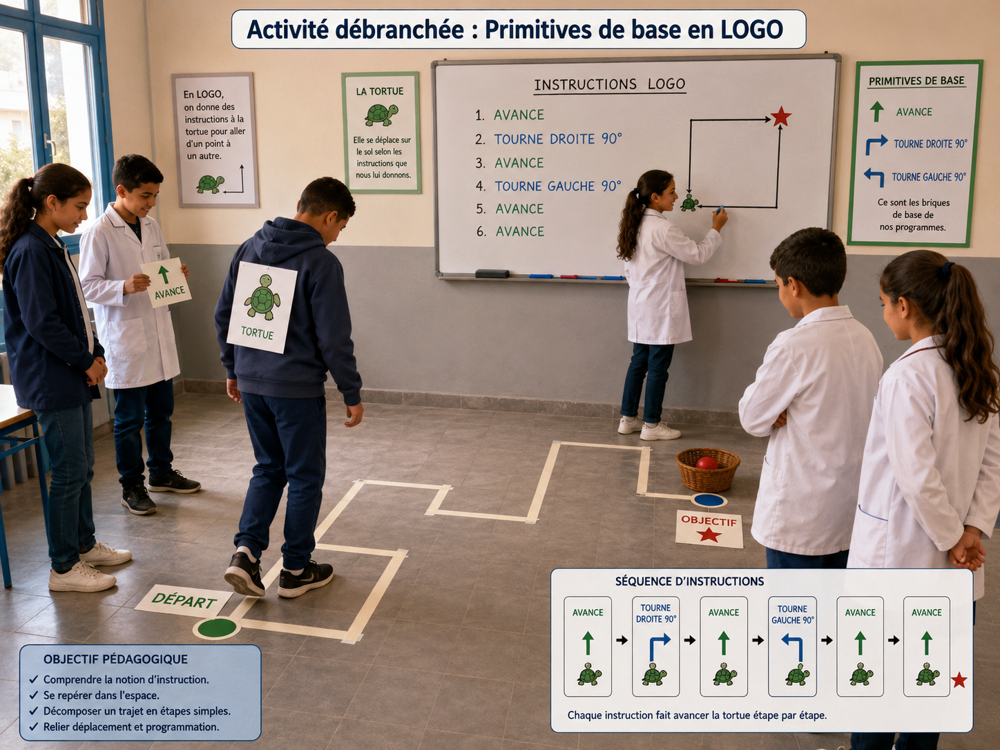 Activité débranchée : Primitives de base en LOGO
En LOGO,
on donne des
instructions à la
tortue pour aller
d'un point à
un autre.
LA TORTUE
Elle se déplace sur
le sol selon les
instructions que
nous lui donnons.
INSTRUCTIONS LOGO
1. AVANCE
2. TOURNE DROITE 90°
3. AVANCE
4. TOURNE GAUCHE 90°
5. AVANCE
6. AVANCE
PRIMITIVES DE BASE
AVANCE
TOURNE DROITE 90°
TOURNE GAUCHE 90°
Ce sont les briques
de base de
nos programmes.
AVANCE
TORTUE
DÉPART
OBJECTIF
OBJECTIF PÉDAGOGIQUE
✓ Comprendre la notion d'instruction.
✓ Se repérer dans l'espace.
✓ Décomposer un trajet en étapes simples.
✓ Relier déplacement et programmation.
SÉQUENCE D'INSTRUCTIONS
AVANCE
TOURNE
DROITE 90°
AVANCE
TOURNE
GAUCHE 90°
AVANCE
AVANCE
Chaque instruction fait avancer la tortue étape par étape.